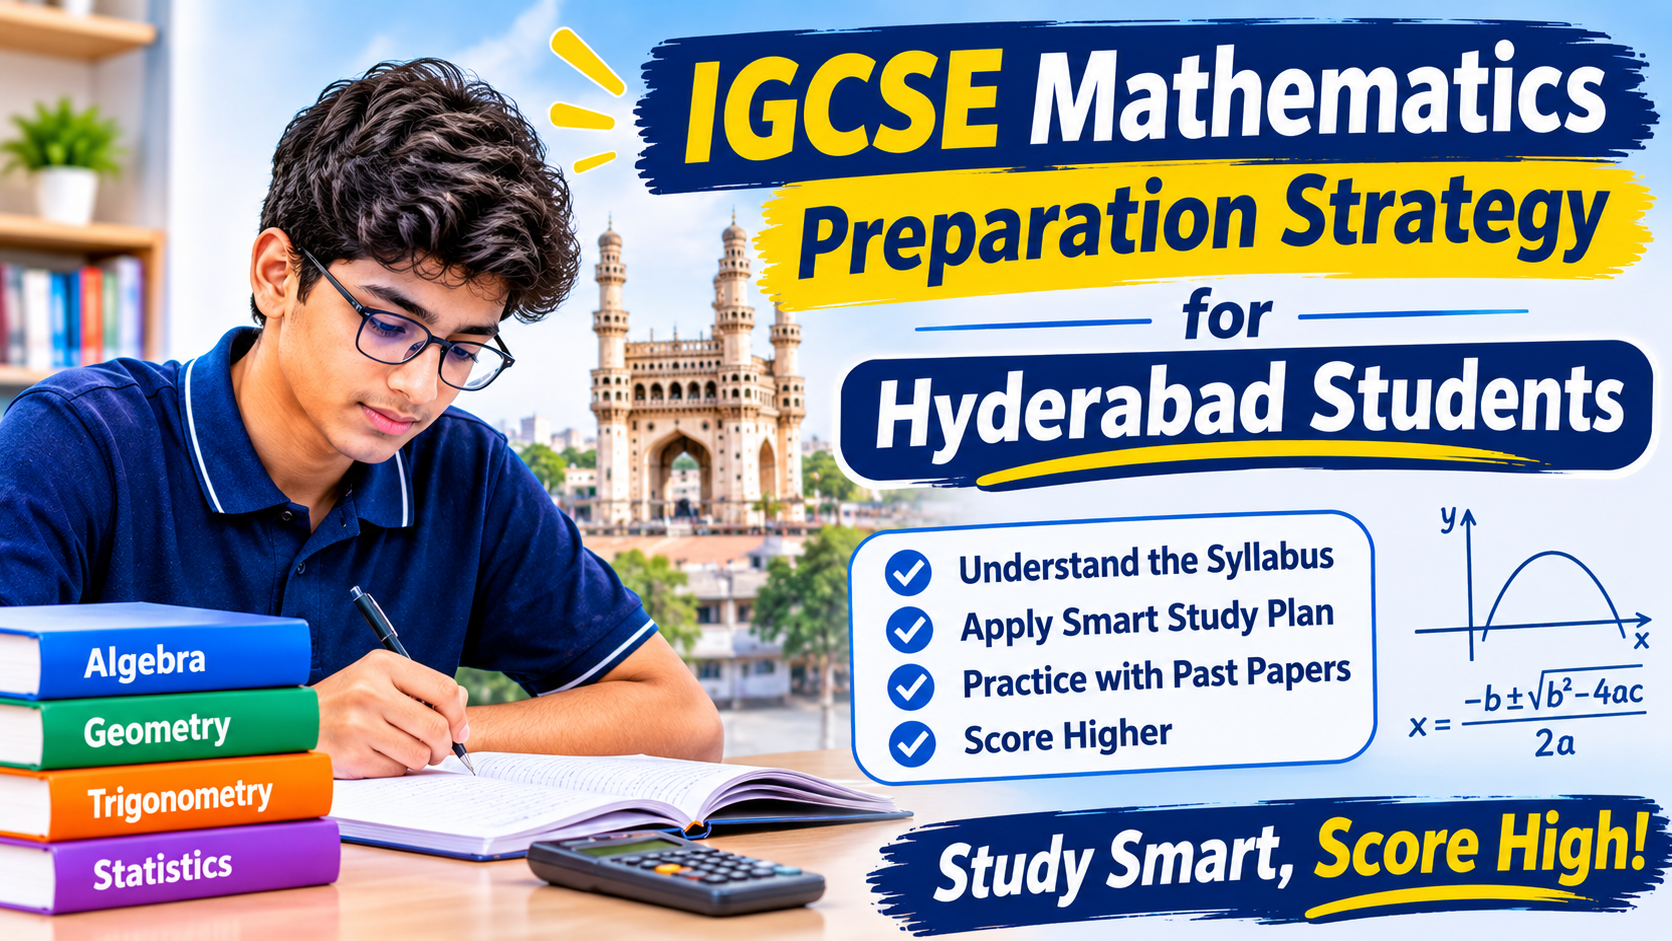 IGCSE Mathematics
Preparation Strategy
for
Hyderabad Students
Understand the Syllabus
Apply Smart Study Plan
Practice with Past Papers
Score Higher
y
x
x = -b ± √b² - 4ac / 2a
Algebra
Geometry
Trigonometry
Statistics
Study Smart, Score High!